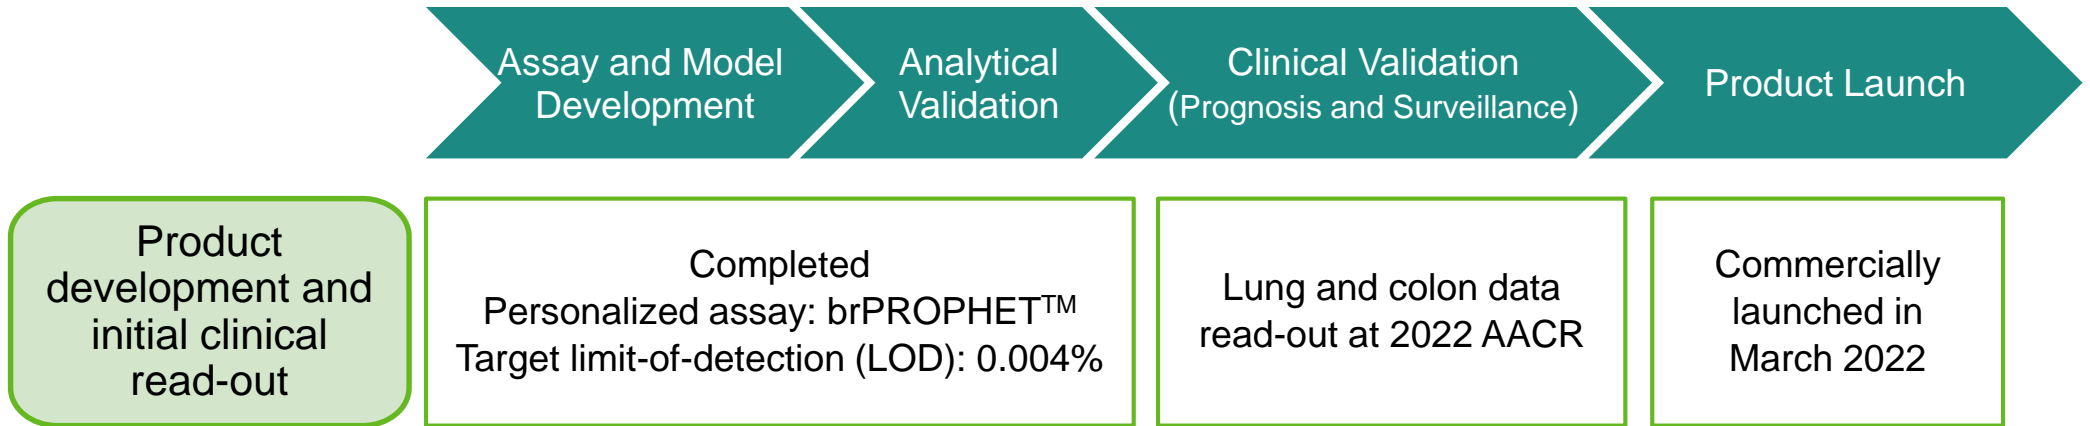 Assay and Model
Development
Analytical
Validation
Clinical Validation
(Prognosis and Surveillance)
Product Launch
Product
development and
initial clinical
read-out
Completed
Personalized assay: brPROPHET™
Target limit-of-detection (LOD): 0.004%
Lung and colon data
read-out at 2022 AACR
Commercially
launched in
March 2022